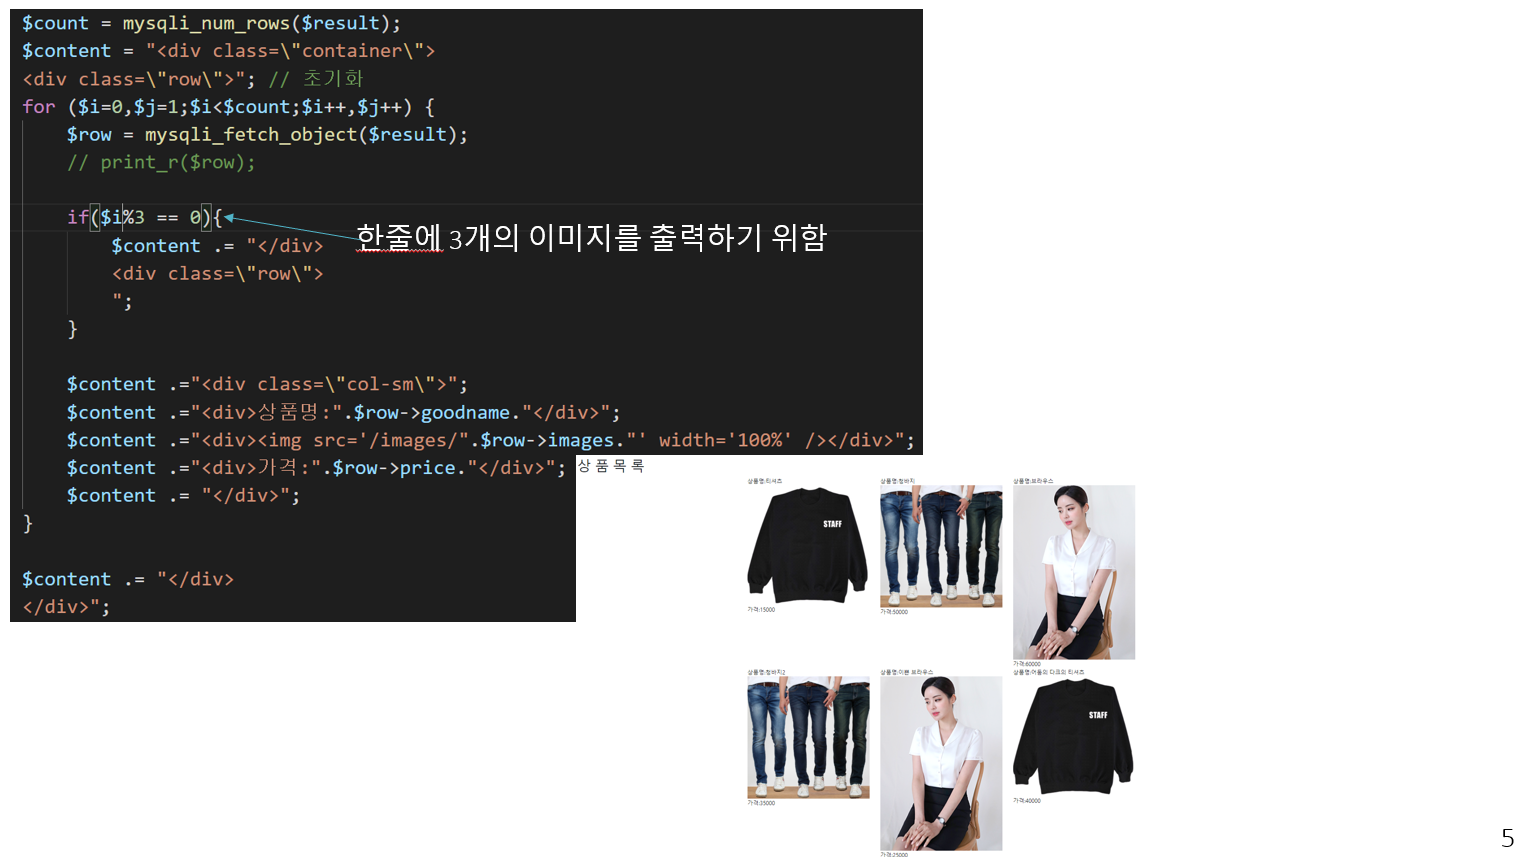 $count = mysqli_num_rows($result);
$content = "<div class=\"container\">
<div class=\"row\">"; // 초기화
for ($i=0,$j=1;$i<$count;$i++,$j++) {
$row = mysqli_fetch_object($result);
// print_r($row);
if($i%3 == 0){
한줄에 3개의 이미지를 출력하기 위함
$content .= "</div>
<div class=\"row\">
";
}
$content .="<div class=\"col-sm\">";
$content .="<div>상품명:".$row->goodname."</div>";
$content .="<div><img src='/images/".$row->images."' width='100%' /></div>";
$content .="<div>가격:".$row->price."</div>";
$content .= "</div>";
}
$content .= "</div>
</div>";
상 품 목 록
상품명:티셔츠
상품명:청바지
상품명:브라우스
STAFF
가격:15000
가격:50000
가격:60000
상품명:청바지2
상품명:이쁜 브라우스
상품명:어둠의 다크의 티셔츠
STAFF
가격:35000
가격:25000
가격:40000
5